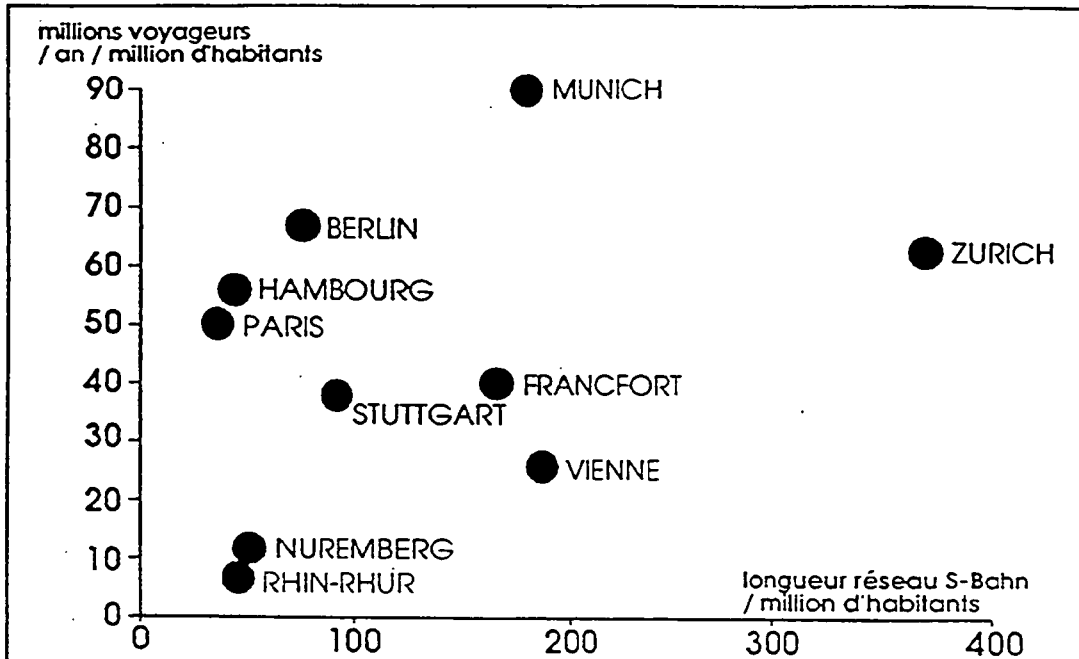 millions voyageurs
/ an / million d'habitants
90
MUNICH
80
70
BERLIN
ZURICH
60
HAMBOURG
50
PARIS
40
FRANCFORT
STUTTGART
30
VIENNE
20
NUREMBERG
10
RHIN-RHUR
longueur réseau S-Bahn
/ million d'habitants
0
0 100 200 300 400